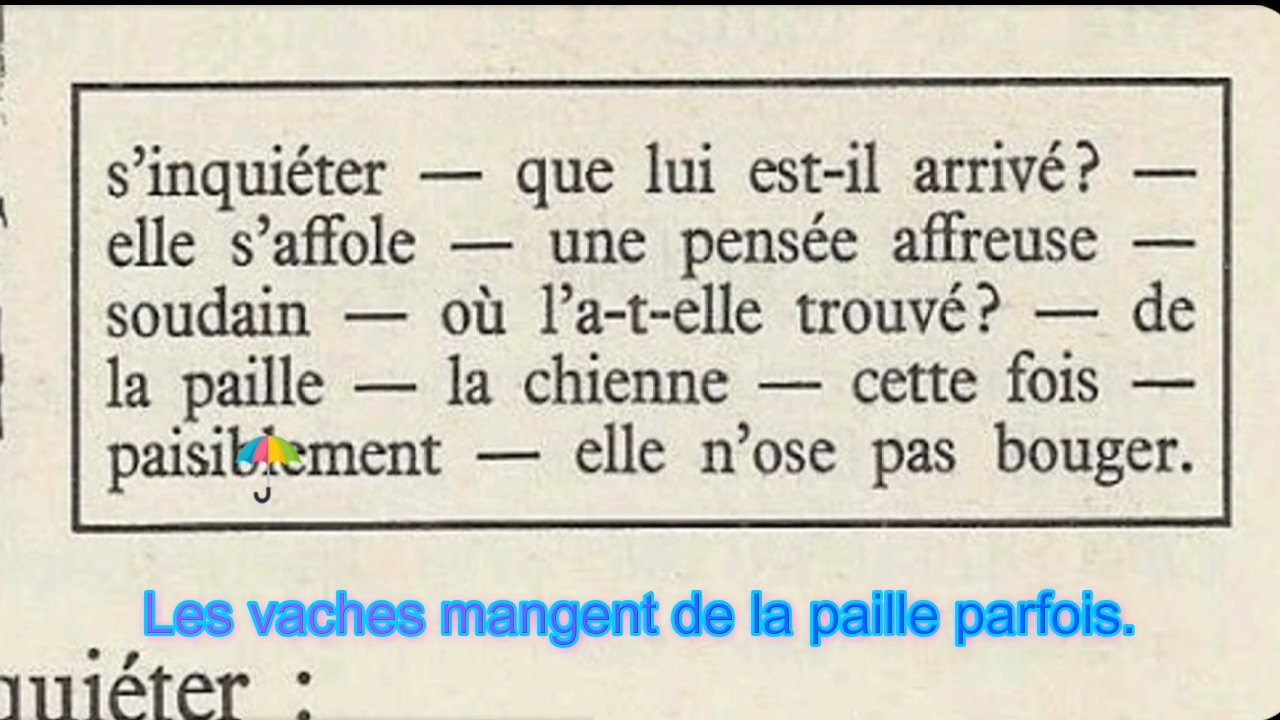 s'inquiéter — que lui est-il arrivé? —
elle s'affole — une pensée affreuse —
soudain — où l'a-t-elle trouvé? — de
la paille — la chienne — cette fois —
paisiblement — elle n'ose pas bouger.
Les vaches mangent de la paille parfois.
quiéter :